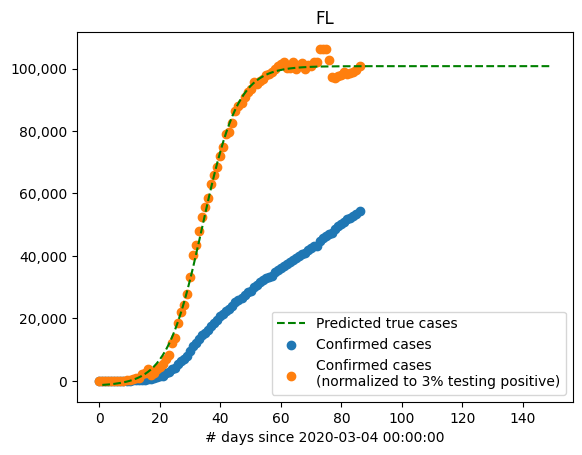 FL
100,000
80,000
60,000
40,000
20,000
0
Predicted true cases
Confirmed cases
Confirmed cases
(normalized to 3% testing positive)
0 20 40 60 80 100 120 140
# days since 2020-03-04 00:00:00